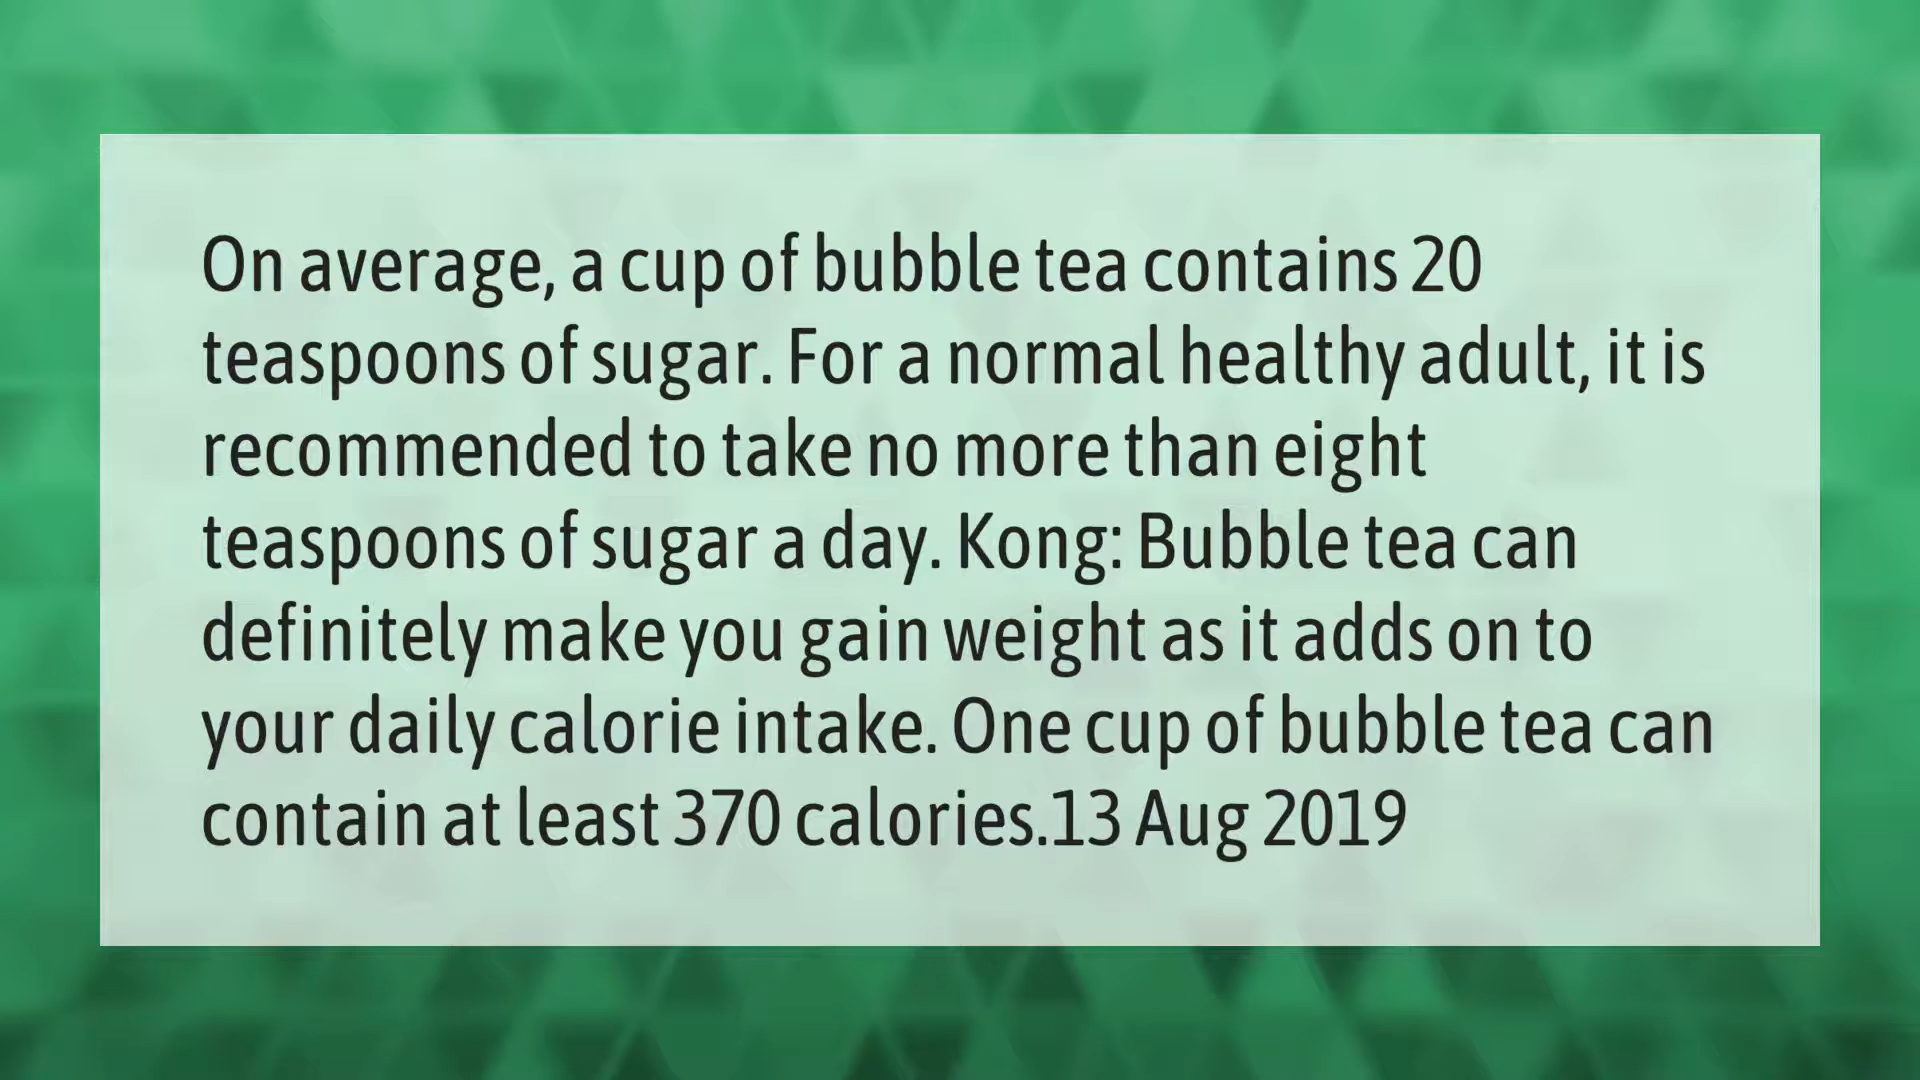 On average, a cup of bubble tea contains 20
teaspoons of sugar. For a normal healthy adult, it is
recommended to take no more than eight
teaspoons of sugar a day. Kong: Bubble tea can
definitely make you gain weight as it adds on to
your daily calorie intake. One cup of bubble tea can
contain at least 370 calories.13 Aug 2019